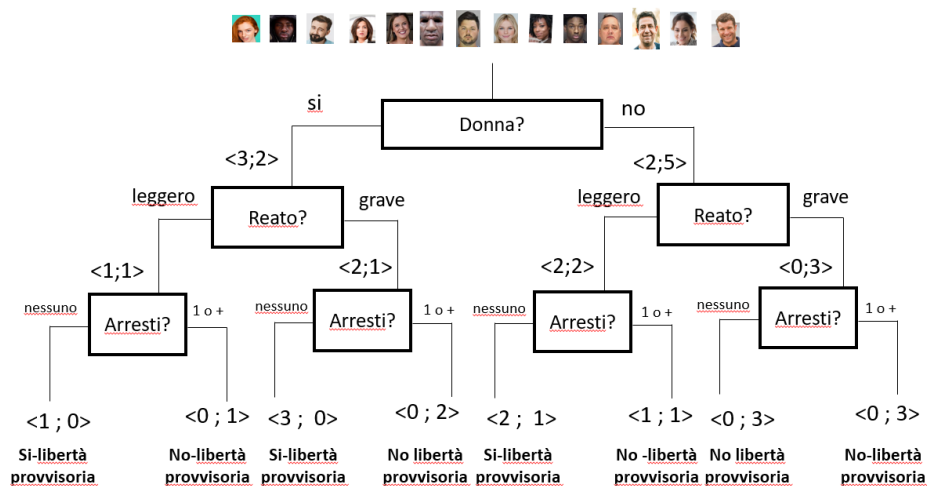 Donna?
si
no
<3;2>
<2;5>
leggero
Reato?
grave
leggero
Reato?
grave
<1;1>
<2;1>
<2;2>
<0;3>
nessuno
Arresti?
1 o +
nessuno
Arresti?
1 o +
nessuno
Arresti?
1 o +
nessuno
Arresti?
1 o +
<1 ; 0>
<0 ; 1>
<3 ; 0>
<0 ; 2>
<2 ; 1>
<1 ; 1>
<0 ; 3>
<0 ; 3>
Si-libertà
provvisoria
No-libertà
provvisoria
Si-libertà
provvisoria
No libertà
provvisoria
Si-libertà
provvisoria
No -libertà
provvisoria
No libertà
provvisoria
No-libertà
provvisoria